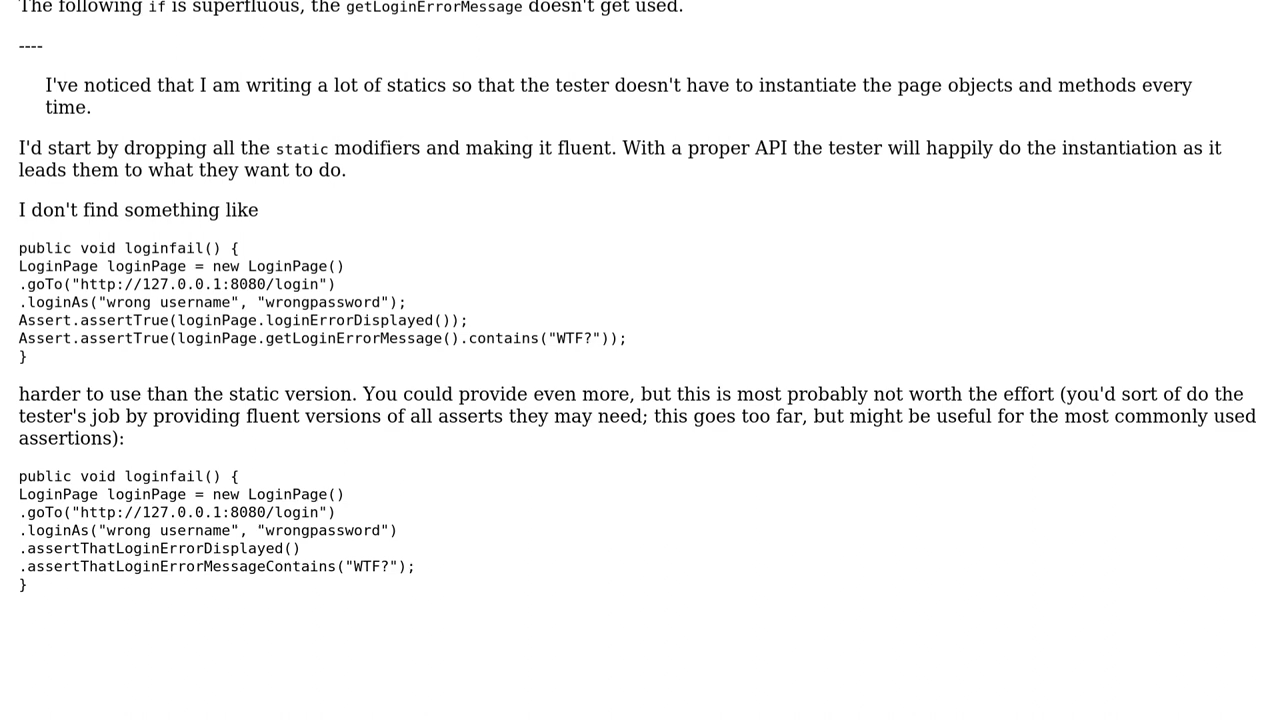 The following if is superfluous, the getLoginErrorMessage doesn't get used.
----
I've noticed that I am writing a lot of statics so that the tester doesn't have to instantiate the page objects and methods every
time.
I'd start by dropping all the static modifiers and making it fluent. With a proper API the tester will happily do the instantiation as it
leads them to what they want to do.
I don't find something like
public void loginfail() {
LoginPage loginPage = new LoginPage()
.goTo("http://127.0.0.1:8080/login")
.loginAs("wrong username", "wrongpassword");
Assert.assertTrue(loginPage.loginErrorDisplayed());
Assert.assertTrue(loginPage.getLoginErrorMessage().contains("WTF?"));
}
harder to use than the static version. You could provide even more, but this is most probably not worth the effort (you'd sort of do the
tester's job by providing fluent versions of all asserts they may need; this goes too far, but might be useful for the most commonly used
assertions):
public void loginfail() {
LoginPage loginPage = new LoginPage()
.goTo("http://127.0.0.1:8080/login")
.loginAs("wrong username", "wrongpassword")
.assertThatLoginErrorDisplayed()
.assertThatLoginErrorMessageContains("WTF?");
}